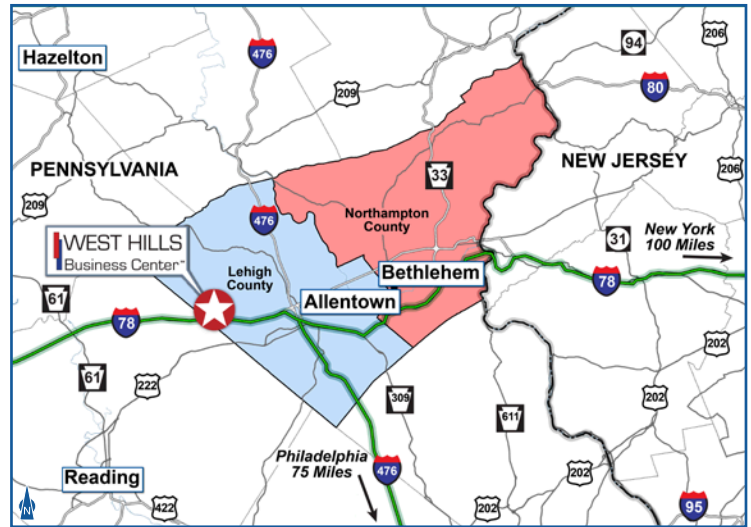 94
206
Hazelton
476
80
209
PENNSYLVANIA
NEW JERSEY
33
206
209
476
Northampton
County
New York
100 Miles
31
WEST HILLS
Business Center™
Lehigh
County
Bethlehem
78
61
Allentown
78
202
61
222
309
202
611
Philadelphia
75 Miles
476
202
Reading
422
202
95
N